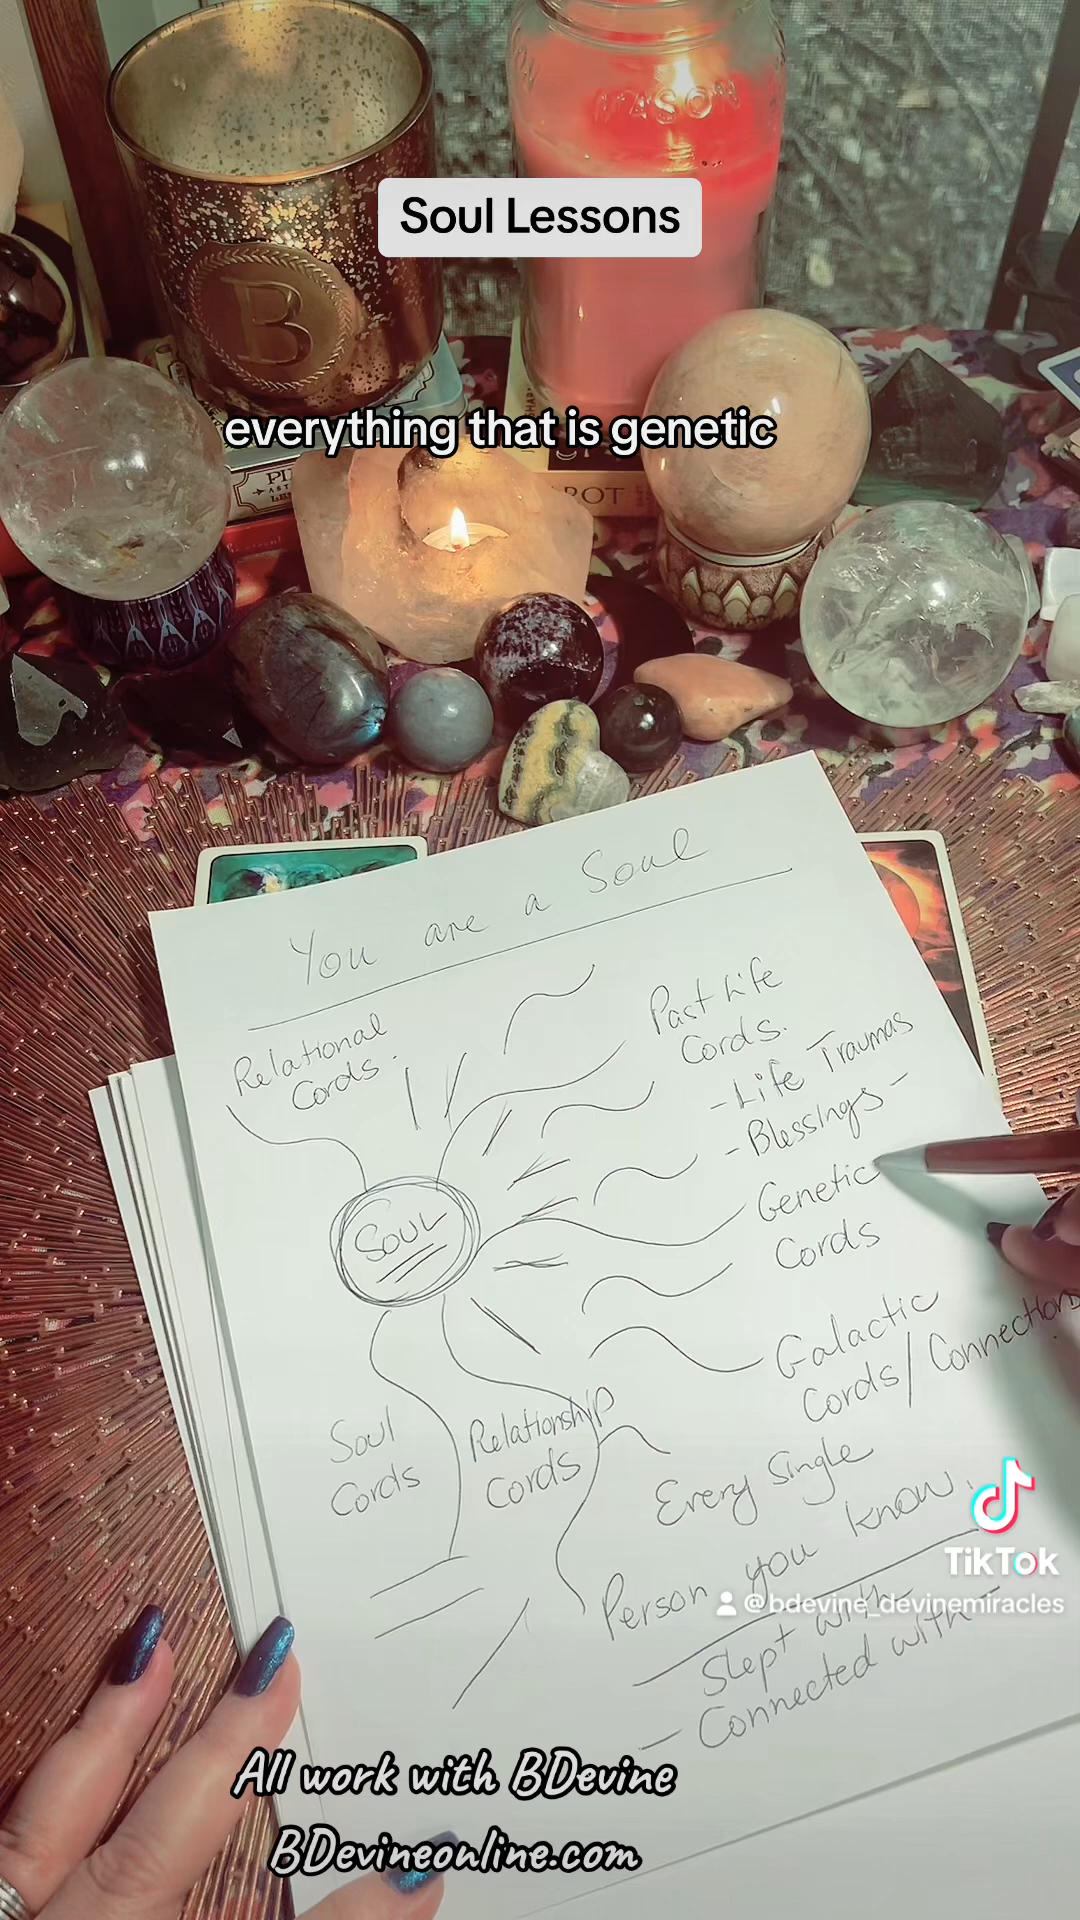 MASON
B
Soul Lessons
everything that is genetic
You are a Soul
Relational
Cords.
Past Life
Cords.
- Life Traumas
- Blessings -
SOUL
Genetic
Cords
Galactic
Cords / Connections
Soul
Cords
Relationship
Cords
Every single
Person you know.
slept with -
- Connected with -
TikTok
@bdevine_devinemiracles
All work with BDevine
BDevineonline.com